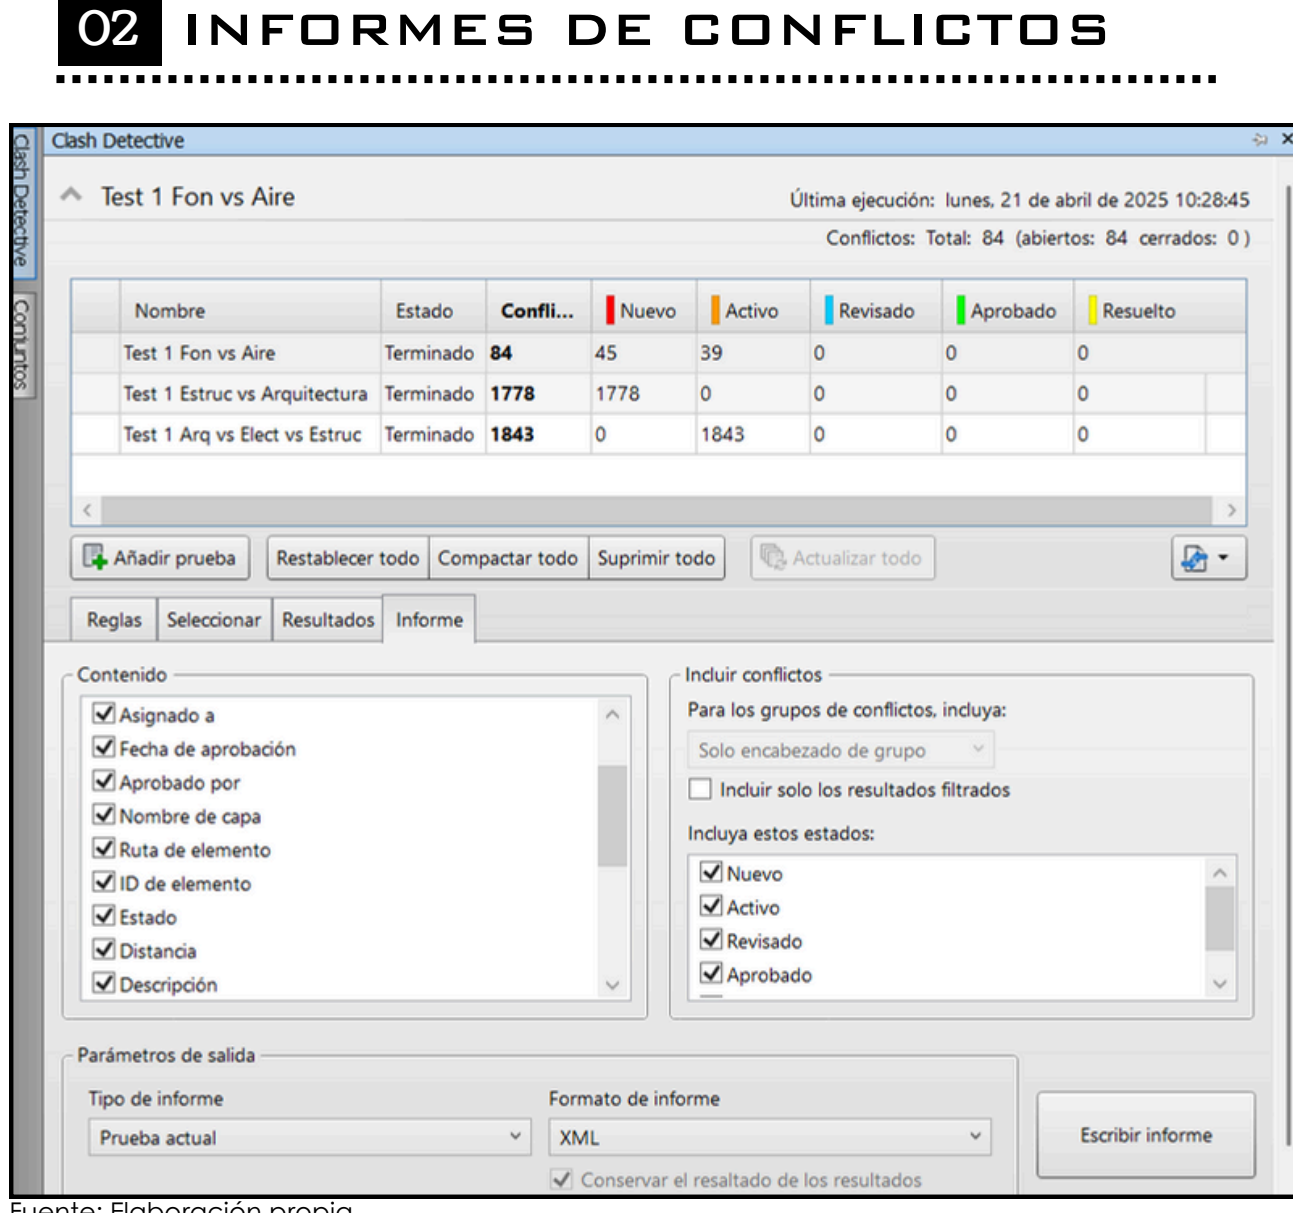 02 INFORMES DE CONFLICTOS
Clash Detective
Clash Detective
Conjuntos
Test 1 Fon vs Aire
Última ejecución: lunes, 21 de abril de 2025 10:28:45
Conflictos: Total: 84 (abiertos: 84 cerrados: 0 )
Nombre Estado Confli... Nuevo Activo Revisado Aprobado Resuelto
Test 1 Fon vs Aire Terminado 84 45 39 0 0 0
Test 1 Estruc vs Arquitectura Terminado 1778 1778 0 0 0 0
Test 1 Arq vs Elect vs Estruc Terminado 1843 0 1843 0 0 0
Añadir prueba Restablecer todo Compactar todo Suprimir todo Actualizar todo
Reglas Seleccionar Resultados Informe
Contenido
Asignado a
Fecha de aprobación
Aprobado por
Nombre de capa
Ruta de elemento
ID de elemento
Estado
Distancia
Descripción
Incluir conflictos
Para los grupos de conflictos, incluya:
Solo encabezado de grupo
Incluir solo los resultados filtrados
Incluya estos estados:
Nuevo
Activo
Revisado
Aprobado
Parámetros de salida
Tipo de informe
Prueba actual
Formato de informe
XML
Conservar el resaltado de los resultados
Escribir informe
Fuente: Elaboración propia